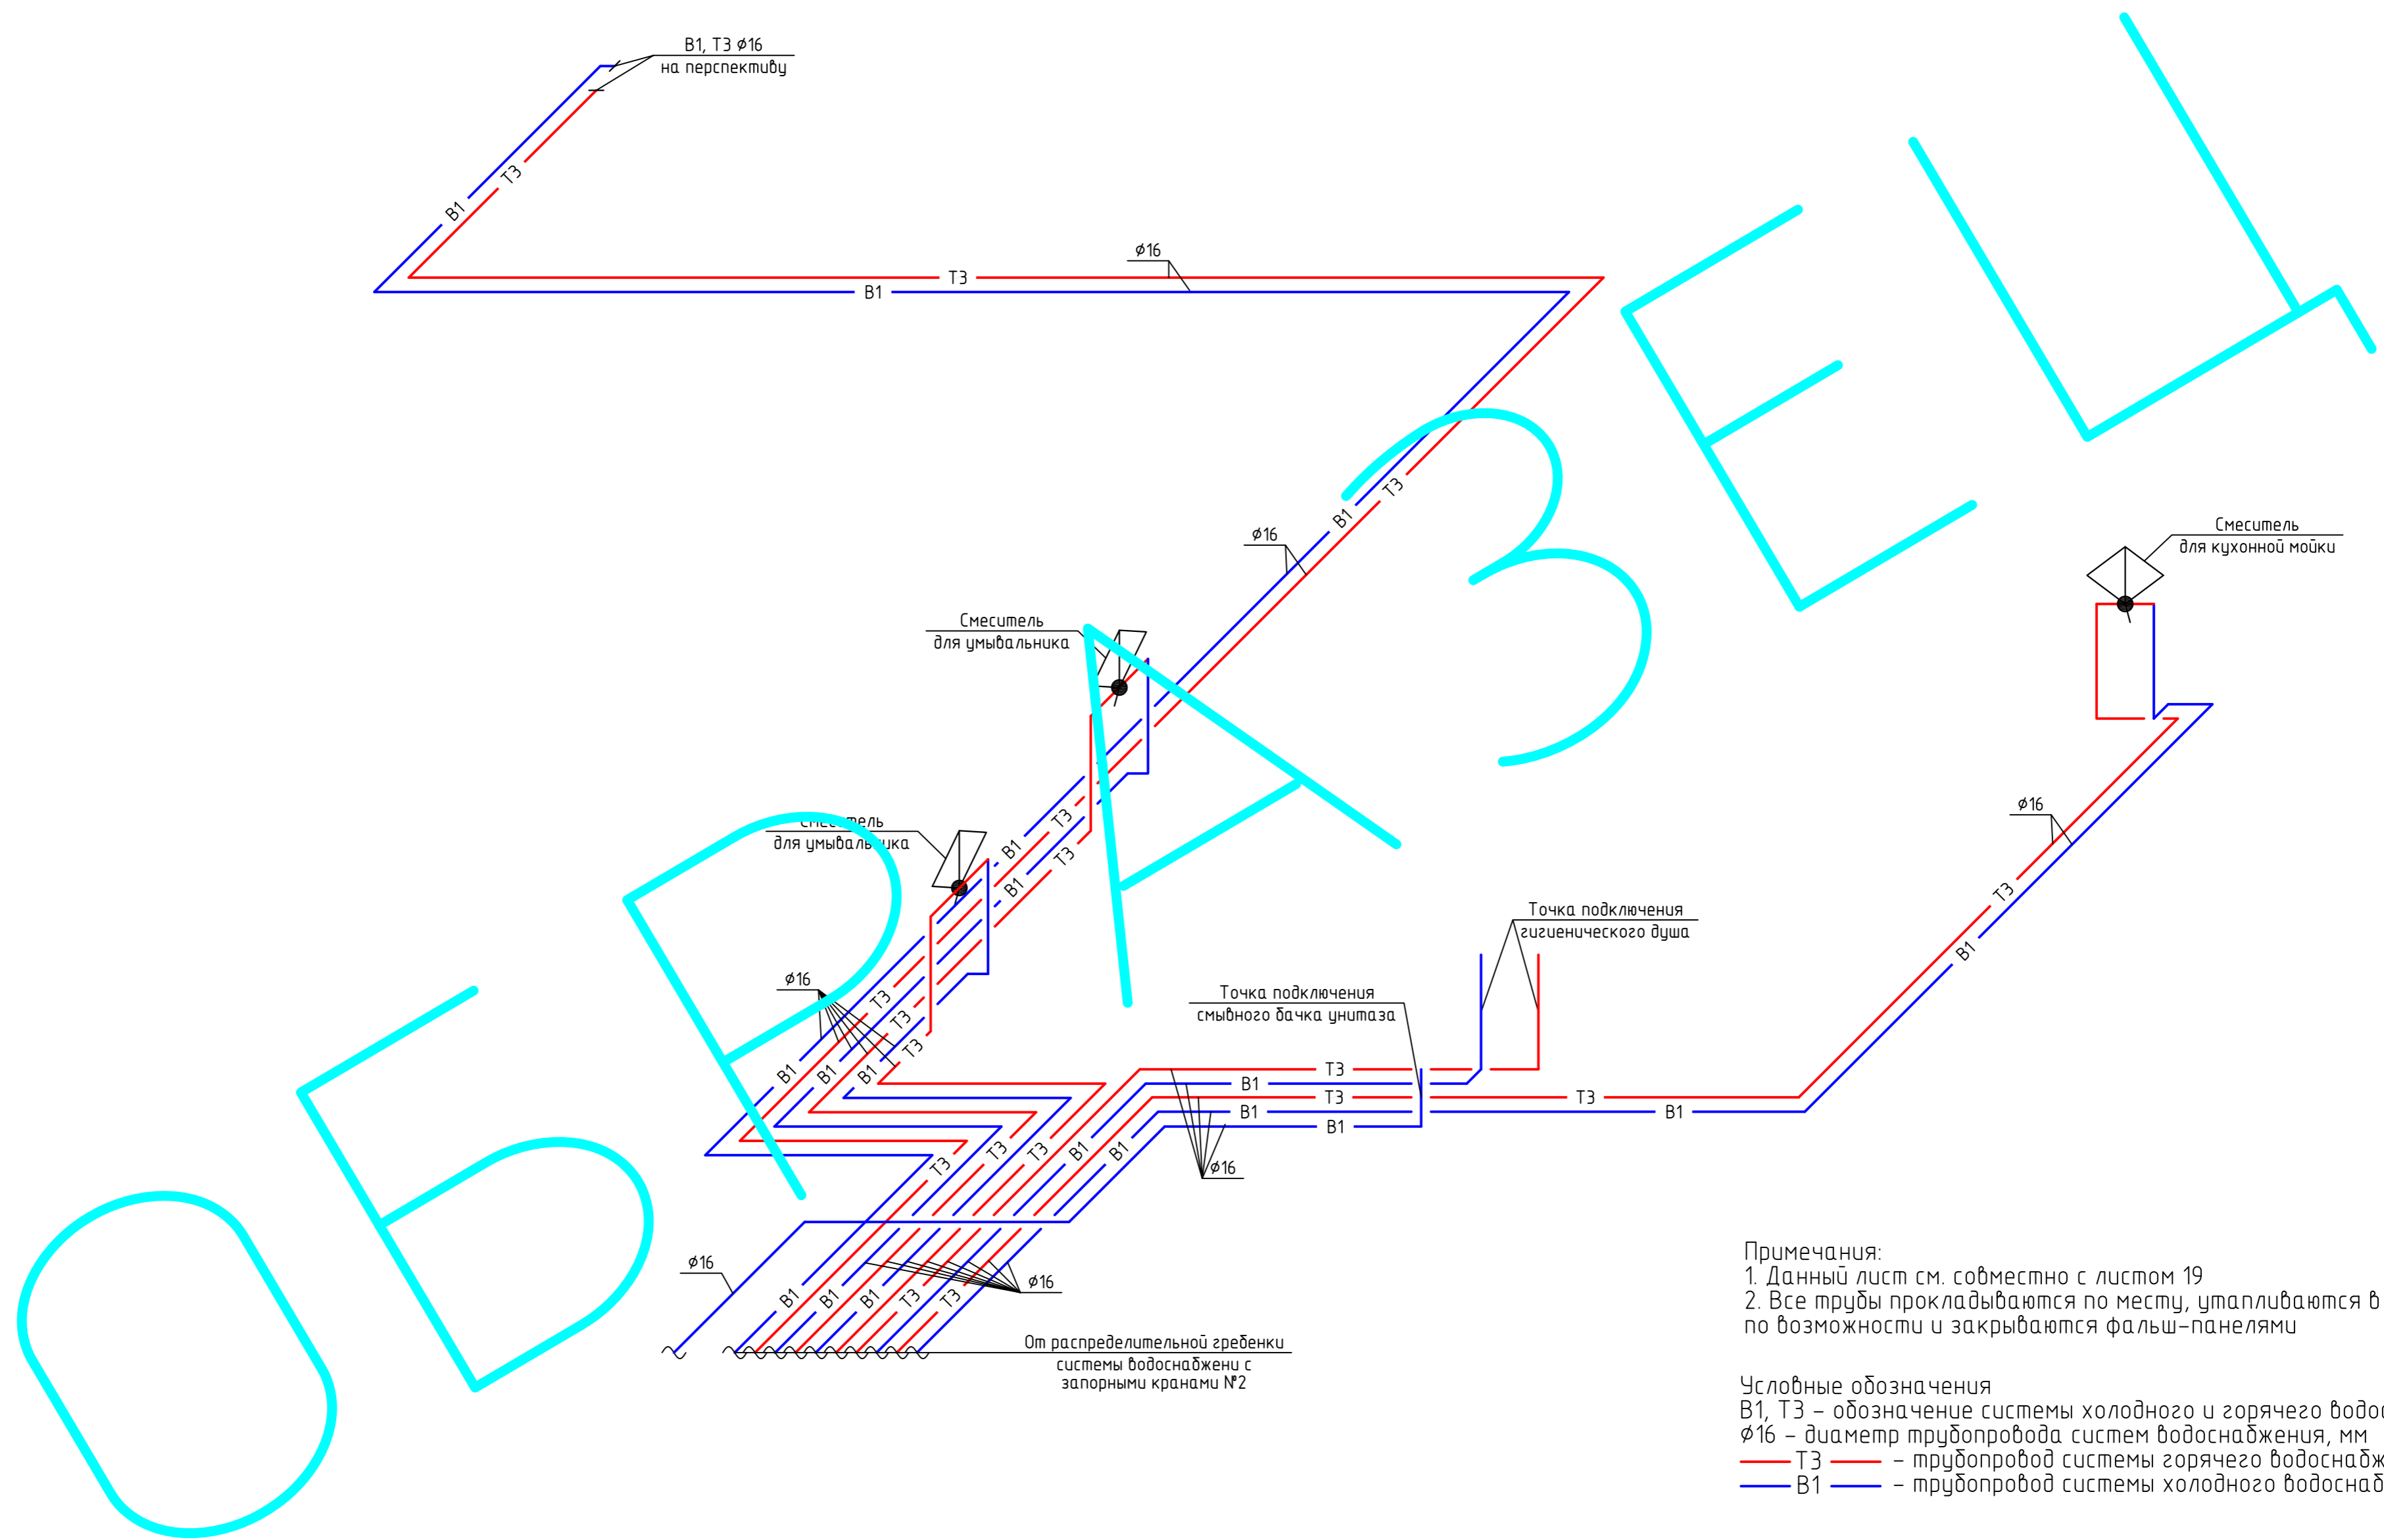 В1, Т3 ⌀16
на перспективу
⌀16
Т3
В1
Т3
В1
Т3
В1
⌀16
Смеситель
для кухонной мойки
Смеситель
для умывальника
⌀16
Смеситель
для умывальника
Т3
В1
Т3
В1
Т3
В1
Точка подключения
гигиенического душа
⌀16
Точка подключения
смывного бачка унитаза
Т3
Т3
Т3
В1
В1
В1
Т3
В1
Т3
Т3
В1
В1
В1
Т3
Т3
Т3
В1
В1
⌀16
⌀16
⌀16
В1
В1
В1
Т3
Т3
От распределительной гребенки
системы водоснабжени с
запорными кранами №2
Примечания:
1. Данный лист см. совместно с листом 19
2. Все трубы прокладываются по месту, утапливаются в
по возможности и закрываются фальш-панелями
Условные обозначения
В1, Т3 – обозначение системы холодного и горячего водос
⌀16 – диаметр трубопровода систем водоснабжения, мм
Т3 – трубопровод системы горячего водоснабж
В1 – трубопровод системы холодного водоснаб
ОБРАЗЕЦ